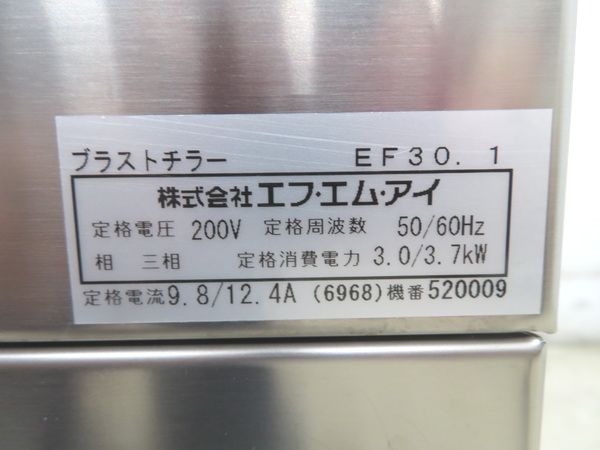 ブラストチラー EF30.1
株式会社エフ・エム・アイ
定格電圧 200V 定格周波数 50/60Hz
相 三相 定格消費電力 3.0/3.7kW
定格電流9.8/12.4A (6968)機番520009